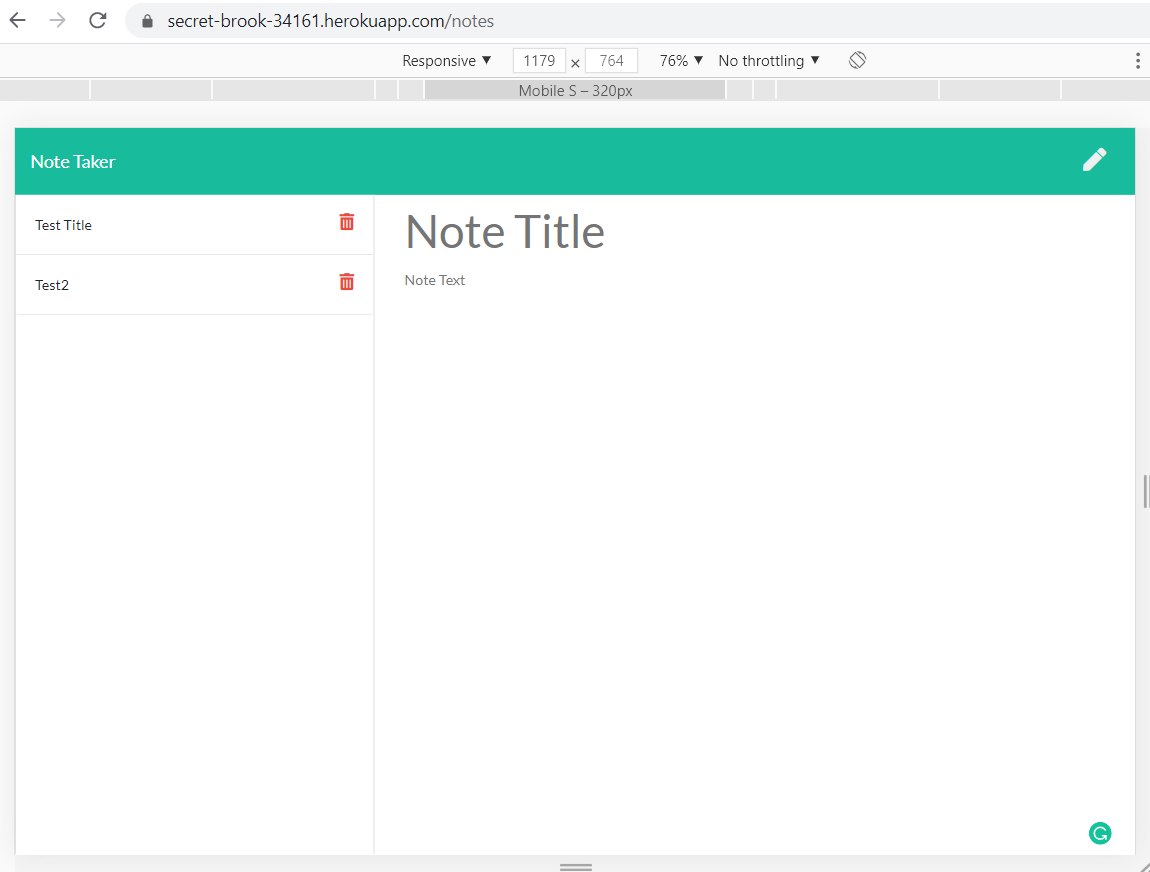 secret-brook-34161.herokuapp.com/notes
Responsive ▼ 1179 × 764 76% ▼ No throttling ▼
Mobile S – 320px
Note Taker
Test Title
Test2
Note Title
Note Text